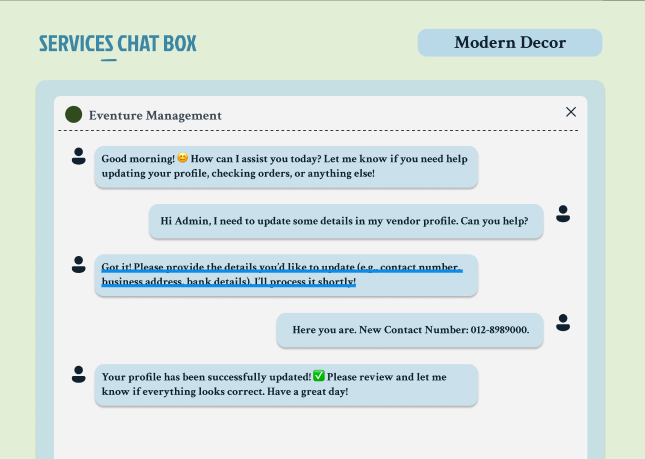 SERVICES CHAT BOX
Modern Decor
Eventure Management
Good morning! 😊 How can I assist you today? Let me know if you need help
updating your profile, checking orders, or anything else!
Hi Admin, I need to update some details in my vendor profile. Can you help?
Got it! Please provide the details you'd like to update (e.g., contact number,
business address, bank details). I'll process it shortly!
Here you are. New Contact Number: 012-8989000.
Your profile has been successfully updated! ✅ Please review and let me
know if everything looks correct. Have a great day!